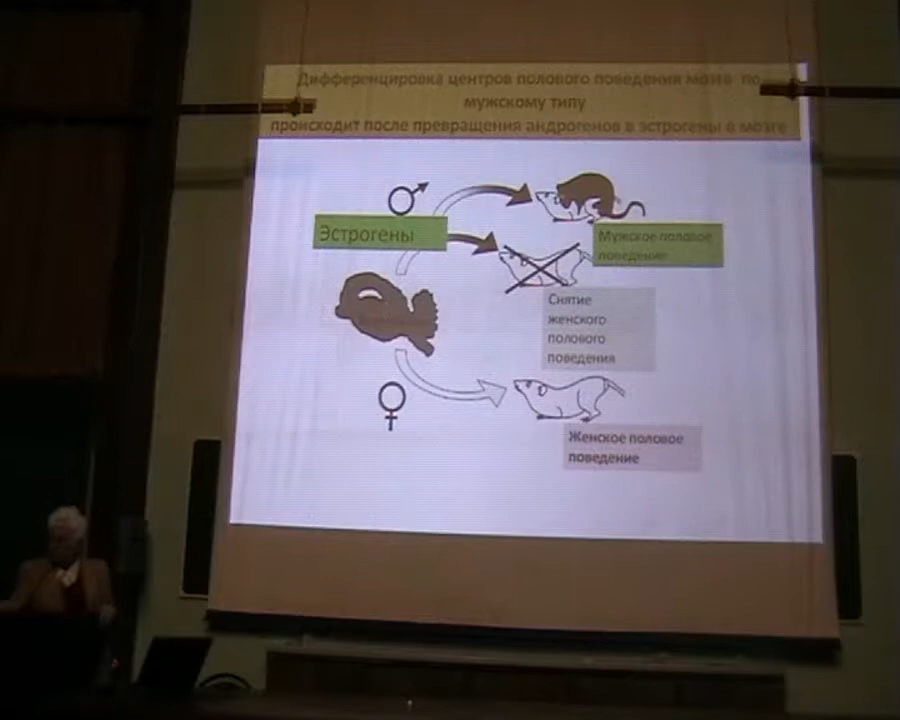 Дифференцировка центров полового поведения мозга по
мужскому типу
происходит после превращения андрогенов в эстрогены в мозге
Эстрогены
Мужское половое
поведение
Снятие
женского
полового
поведения
Женское половое
поведение